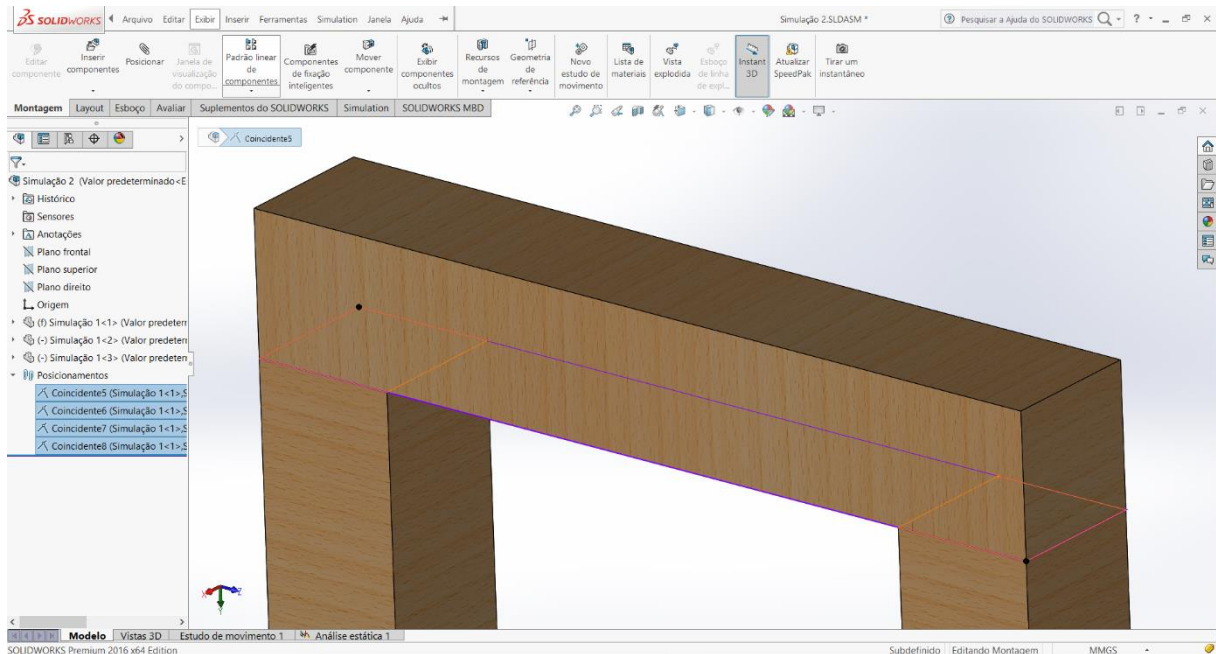 SOLIDWORKS Arquivo Editar Exibir Inserir Ferramentas Simulation Janela Ajuda Simulação 2.SLDASM * Pesquisar a Ajuda do SOLIDWORKS
Editar componente
Inserir componentes
Posicionar
Janela de visualização do compo...
Padrão linear de componentes
Componentes de fixação inteligentes
Mover componente
Exibir componentes ocultos
Recursos de montagem
Geometria de referência
Novo estudo de movimento
Lista de materiais
Vista explodida
Esboço de linha de expl...
Instant 3D
Atualizar SpeedPak
Tirar um instantâneo
Montagem Layout Esboço Avaliar Suplementos do SOLIDWORKS Simulation SOLIDWORKS MBD
Coincidente5
Simulação 2 (Valor predeterminado<E
Histórico
Sensores
Anotações
Plano frontal
Plano superior
Plano direito
Origem
(f) Simulação 1<1> (Valor predeterr
(-) Simulação 1<2> (Valor predeter
(-) Simulação 1<3> (Valor predeter
Posicionamentos
Coincidente5 (Simulação 1<1>,S
Coincidente6 (Simulação 1<1>,S
Coincidente7 (Simulação 1<1>,S
Coincidente8 (Simulação 1<1>,S
X Z
Y
Modelo Vistas 3D Estudo de movimento 1 Análise estática 1
SOLIDWORKS Premium 2016 x64 Edition Subdefinido Editando Montagem MMGS